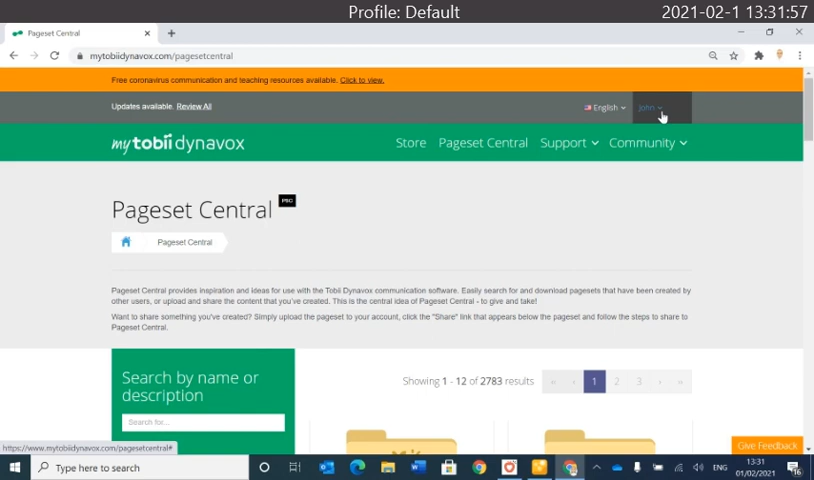 Profile: Default
2021-02-1 13:31:57
Pageset Central
mytobiidynavox.com/pagesetcentral
Free coronavirus communication and teaching resources available. Click to view.
Updates available. Review All
English
John
mytobiidynavox
Store
Pageset Central
Support
Community
Pageset Central
PSC
Pageset Central
Pageset Central provides inspiration and ideas for use with the Tobii Dynavox communication software. Easily search for and download pagesets that have been created by
other users, or upload and share the content that you've created. This is the central idea of Pageset Central - to give and take!
Want to share something you've created? Simply upload the pageset to your account, click the "Share" link that appears below the pageset and follow the steps to share to
Pageset Central.
Search by name or
description
Search for...
Showing 1 - 12 of 2783 results
« ‹ 1 2 3 › »
Give Feedback
https://www.mytobiidynavox.com/pagesetcentral#
Type here to search
ENG
13:31
01/02/2021
16